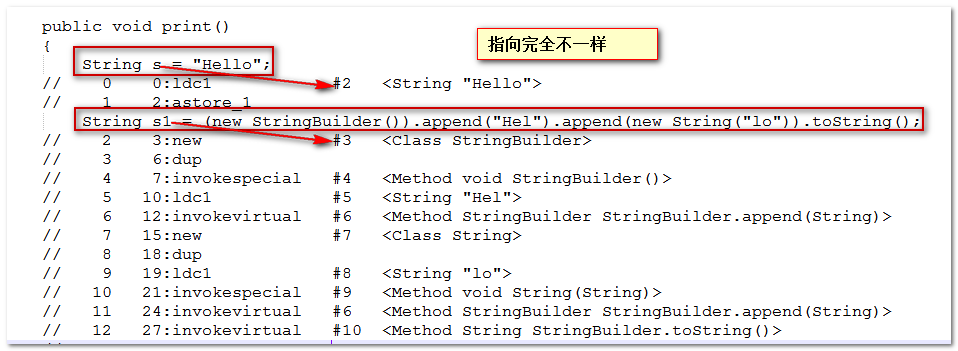 public void print()
{
指向完全不一样
String s = "Hello";
// 0 0:ldc1 #2 <String "Hello">
// 1 2:astore_1
String s1 = (new StringBuilder()).append("Hel").append(new String("lo")).toString();
// 2 3:new #3 <Class StringBuilder>
// 3 6:dup
// 4 7:invokespecial #4 <Method void StringBuilder()>
// 5 10:ldc1 #5 <String "Hel">
// 6 12:invokevirtual #6 <Method StringBuilder StringBuilder.append(String)>
// 7 15:new #7 <Class String>
// 8 18:dup
// 9 19:ldc1 #8 <String "lo">
// 10 21:invokespecial #9 <Method void String(String)>
// 11 24:invokevirtual #6 <Method StringBuilder StringBuilder.append(String)>
// 12 27:invokevirtual #10 <Method String StringBuilder.toString()>